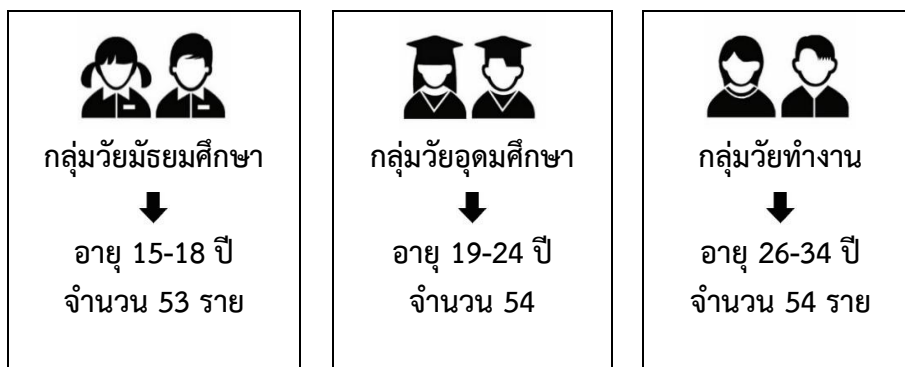 กลุ่มวัยมัธยมศึกษา
อายุ 15-18 ปี
จำนวน 53 ราย
กลุ่มวัยอุดมศึกษา
อายุ 19-24 ปี
จำนวน 54
กลุ่มวัยทำงาน
อายุ 26-34 ปี
จำนวน 54 ราย